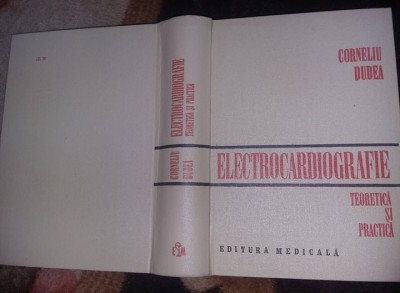 CORNELIU
DUDEA
ELECTROCARDIOGRAFIE
TEORETICĂ
ȘI
PRACTICĂ
EDITURA MEDICALĂ
CORNELIU
DUDEA
ELECTROCARDIOGRAFIE
TEORETICĂ ȘI PRACTICĂ